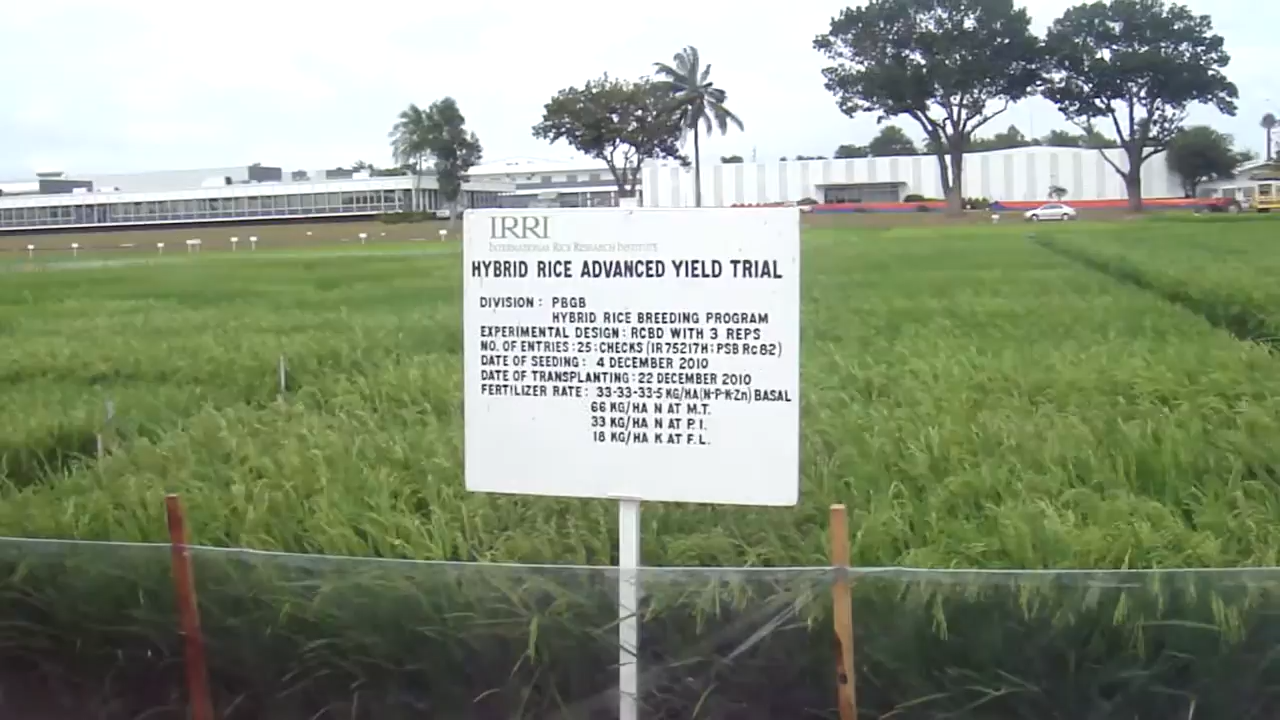 IRRI
INTERNATIONAL RICE RESEARCH INSTITUTE
HYBRID RICE ADVANCED YIELD TRIAL
DIVISION : PBGB
HYBRID RICE BREEDING PROGRAM
EXPERIMENTAL DESIGN : RCBD WITH 3 REPS
NO. OF ENTRIES : 25 ; CHECKS (IR75217H ; PSB Rc82)
DATE OF SEEDING : 4 DECEMBER 2010
DATE OF TRANSPLANTING : 22 DECEMBER 2010
FERTILIZER RATE : 33-33-33-5 KG/HA (N-P-K-Zn) BASAL
66 KG/HA N AT M.T.
33 KG/HA N AT P.I.
18 KG/HA K AT F.L.